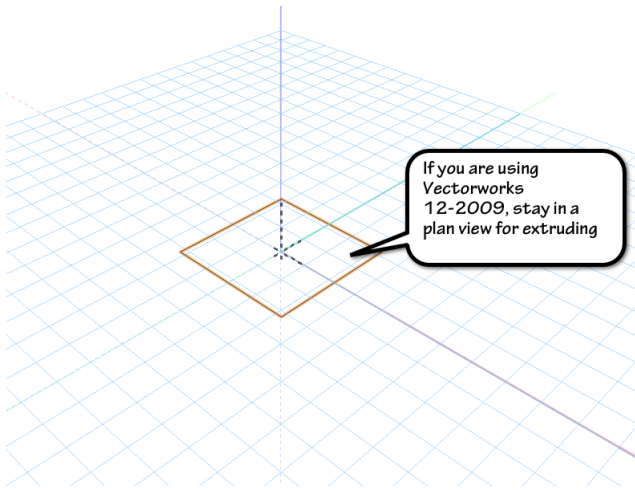 If you are using
Vectorworks
12-2009, stay in a
plan view for extruding